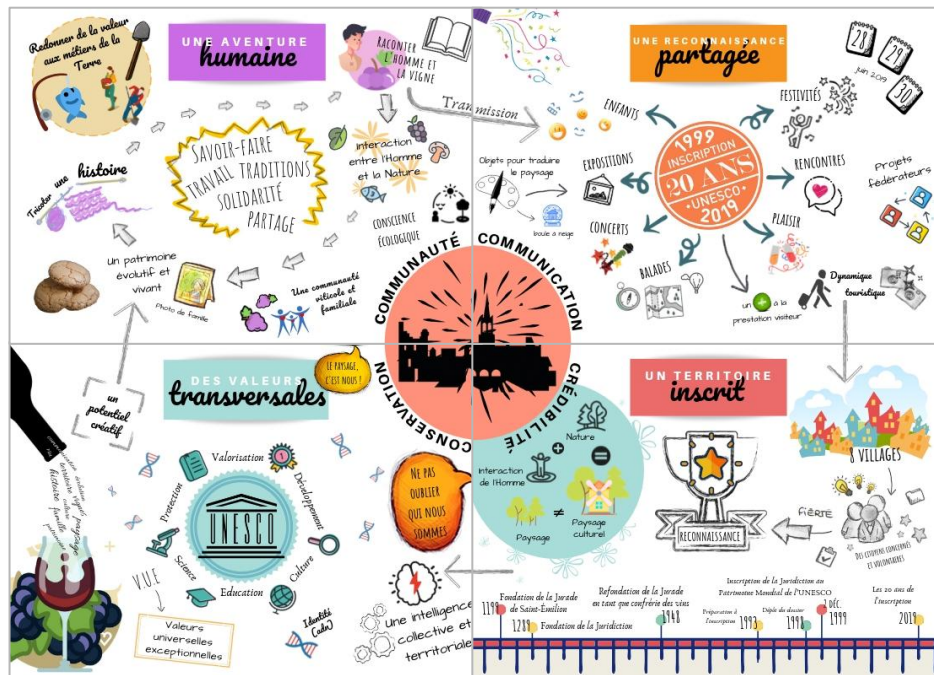 Redonner de la valeur
aux métiers de la
Terre
UNE AVENTURE
humaine
RACONTER
L'HOMME ET
LA VIGNE
Transmission
SAVOIR-FAIRE
TRAVAIL TRADITIONS
SOLIDARITÉ
PARTAGE
Interaction
entre l'Homme
et la Nature
CONSCIENCE
ÉCOLOGIQUE
Tricoter
une histoire
Un patrimoine
évolutif et
vivant
Photo de famille
Une communauté
viticole et
familiale
UNE RECONNAISSANCE
partagée
28
29
30
juin 2019
ENFANTS
FESTIVITÉS
Objets pour traduire
le paysage
boule à neige
EXPOSITIONS
1999
INSCRIPTION
20 ANS
UNESCO
2019
RENCONTRES
Projets
fédérateurs
CONCERTS
PLAISIR
BALADES
un + à la
prestation visiteur
Dynamique
touristique
COMMUNAUTÉ
COMMUNICATION
CONSERVATION
CRÉDIBILITÉ
DES VALEURS
transversales
LE PAYSAGE,
C'EST NOUS !
un
potentiel
créatif
Valorisation
Protection
Développement
UNESCO
Science
Culture
Education
VUE
Valeurs
universelles
exceptionnelles
Identité
(adn)
NE PAS
OUBLIER
QUI NOUS
SOMMES
Une intelligence
collective et
territoriale
territoire vignes paysage
histoire famille
culture
UN TERRITOIRE
inscrit
Nature
+
=
Interaction
de l'Homme
Paysage
≠
Paysage
culturel
RECONNAISSANCE
8 VILLAGES
FIERTÉ
DES CITOYENS CONCERNÉS
ET VOLONTAIRES
1199
Fondation de la Jurade
de Saint-Émilion
1289
Fondation de la Juridiction
Refondation de la Jurade
en tant que confrérie des vins
1948
Inscription de la Juridiction au
Patrimoine Mondial de l'UNESCO
Préparation à
l'inscription
1993
Dépôt du dossier
1998
1 DÉC.
1999
Les 20 ans de
l'inscription
2019